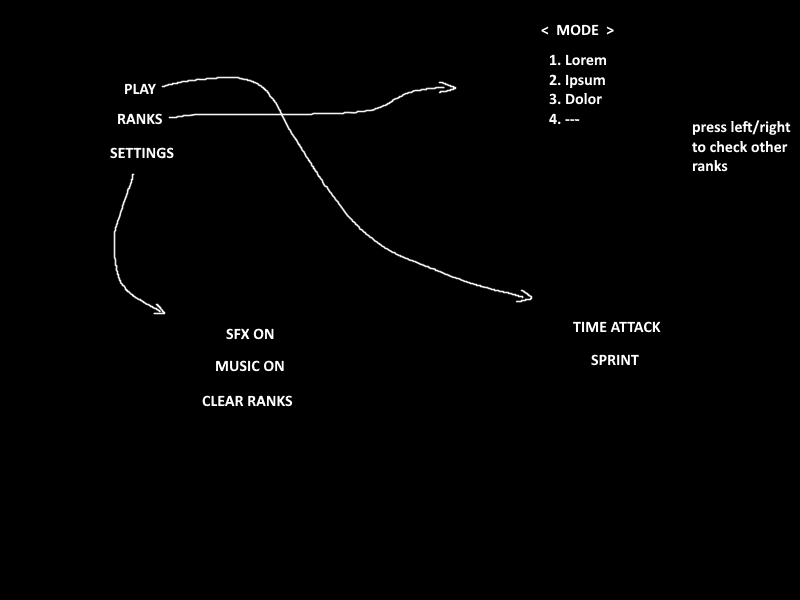 PLAY
RANKS
SETTINGS
< MODE >
1. Lorem
2. Ipsum
3. Dolor
4. ---
press left/right
to check other
ranks
SFX ON
MUSIC ON
CLEAR RANKS
TIME ATTACK
SPRINT